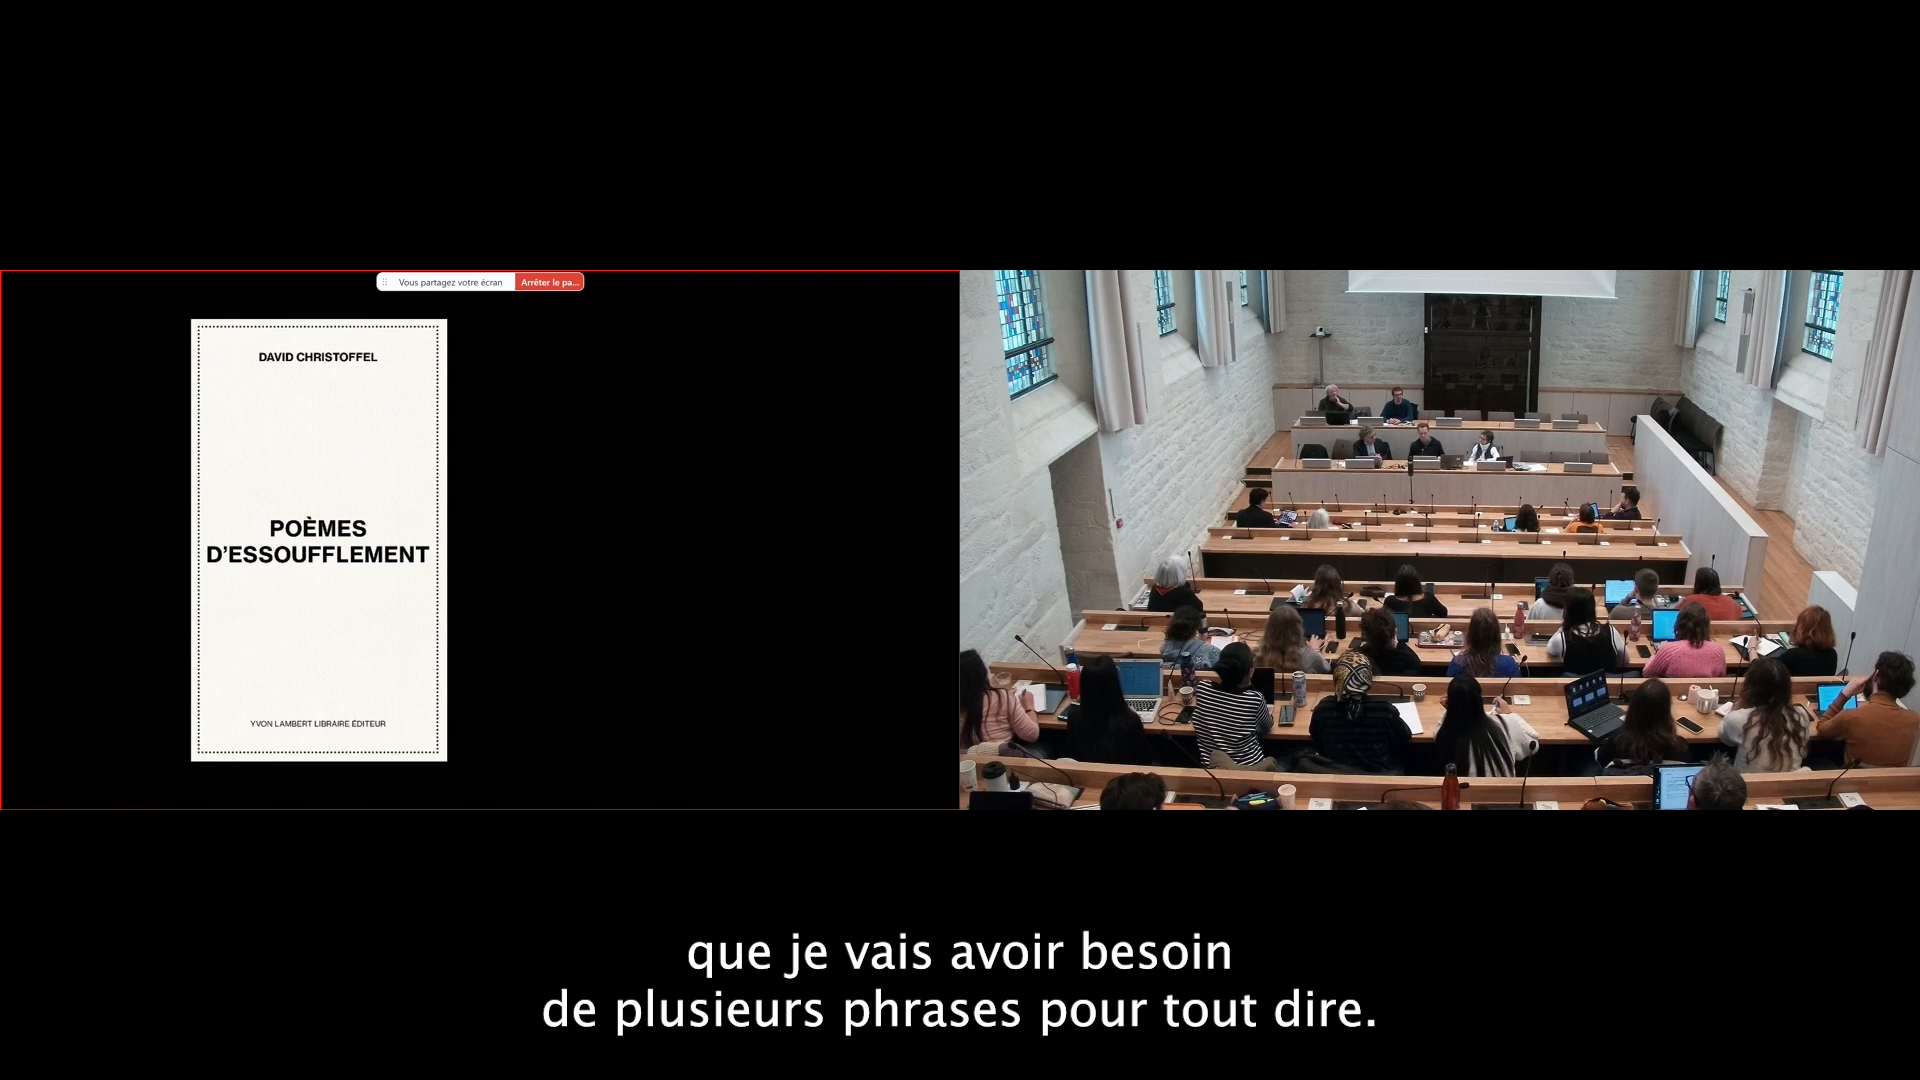 Vous partagez votre écran
Arrêter le pa...
DAVID CHRISTOFFEL
POÈMES
D'ESSOUFFLEMENT
YVON LAMBERT LIBRAIRE ÉDITEUR
que je vais avoir besoin
de plusieurs phrases pour tout dire.